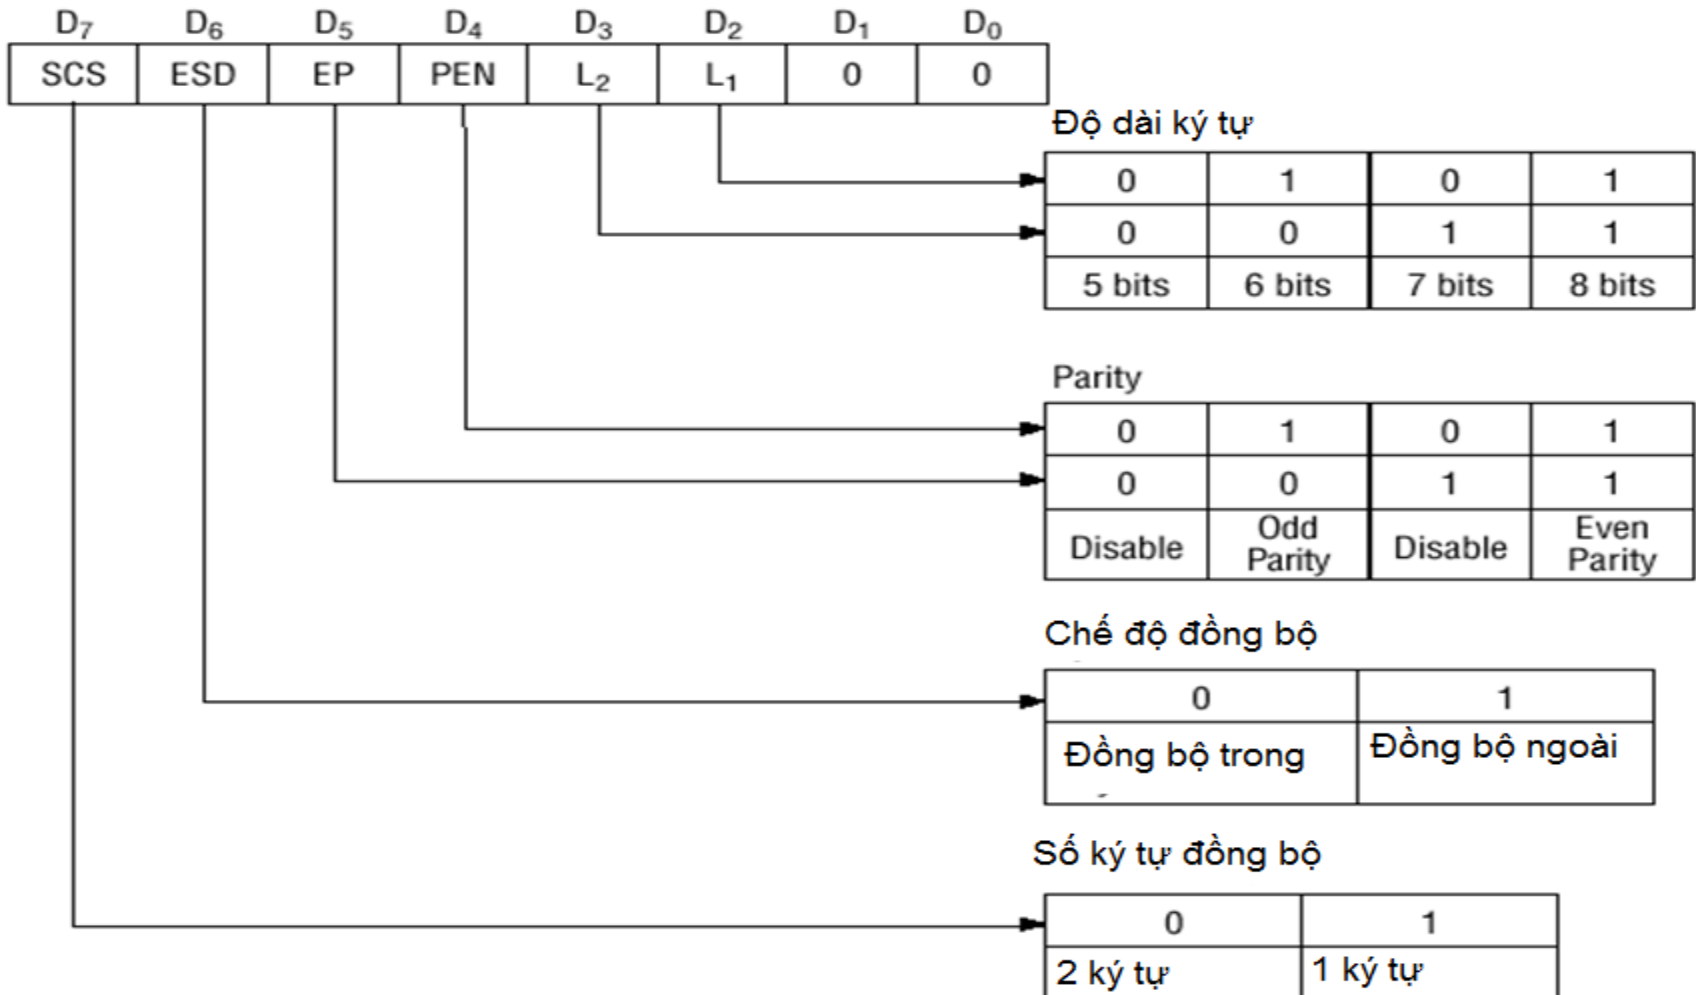 D₇ D₆ D₅ D₄ D₃ D₂ D₁ D₀
SCS ESD EP PEN L₂ L₁ 0 0
Độ dài ký tự
0 1 0 1
0 0 1 1
5 bits 6 bits 7 bits 8 bits
Parity
0 1 0 1
0 0 1 1
Disable Odd Parity Disable Even Parity
Chế độ đồng bộ
0 1
Đồng bộ trong Đồng bộ ngoài
Số ký tự đồng bộ
0 1
2 ký tự 1 ký tự